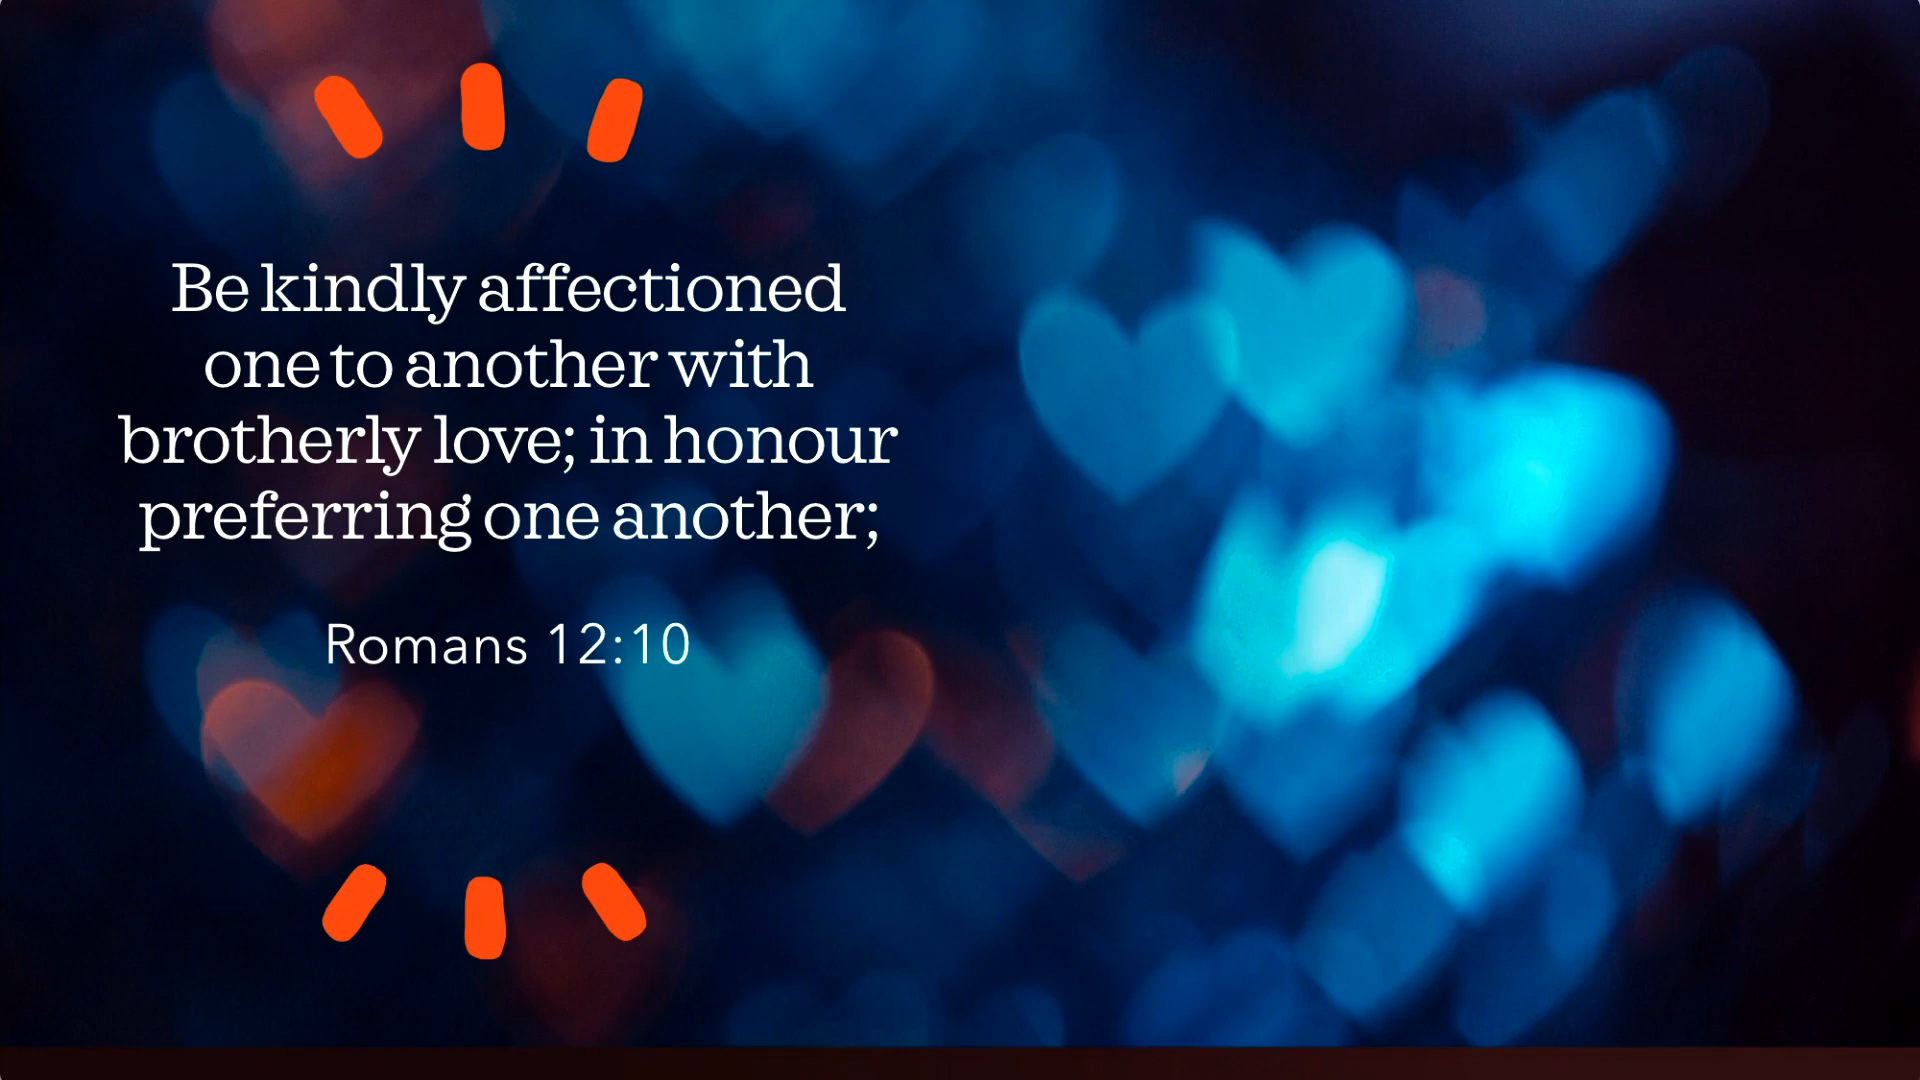 Be kindly affectioned
one to another with
brotherly love; in honour
preferring one another;
Romans 12:10